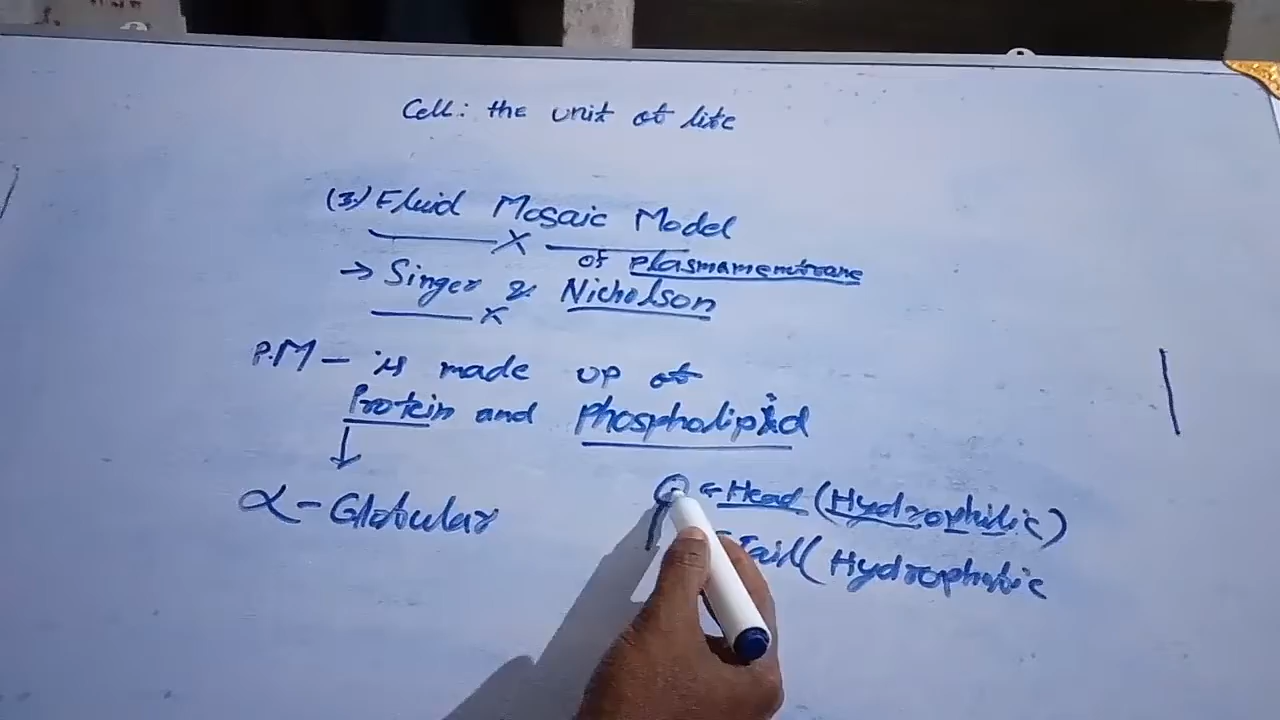 Cell: the unit of life
(3) Fluid Mosaic Model
of plasmamembrane
→ Singer & Nicholson
P.M – is made up of
Protein and Phospholipid
↓
α - Globular
← Head (Hydrophilic)
Tail (Hydrophobic